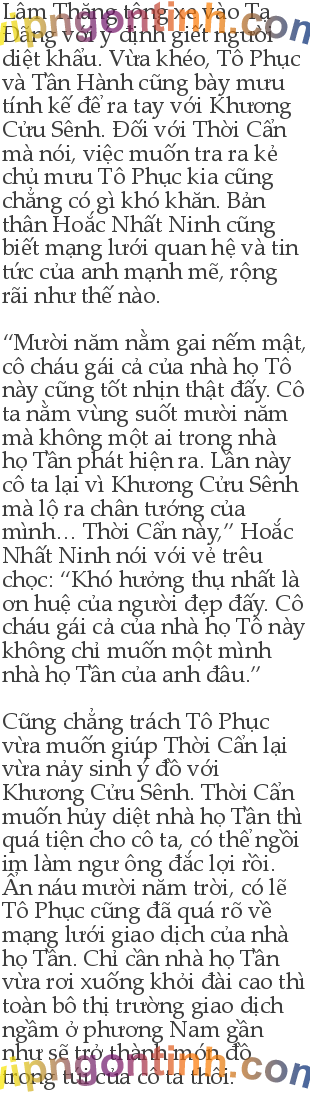 Lâm Thăng tông xe vào Tạ
Đằng với ý định giết người
diệt khẩu. Vừa khéo, Tô Phục
và Tân Hành cũng bày mưu
tính kế để ra tay với Khương
Cửu Sênh. Đối với Thời Cẩn
mà nói, việc muốn tra ra kẻ
chủ mưu Tô Phục kia cũng
chẳng có gì khó khăn. Bản
thân Hoắc Nhất Ninh cũng
biết mạng lưới quan hệ và tin
tức của anh mạnh mẽ, rộng
rãi như thế nào.
“Mười năm nằm gai nếm mật,
cô cháu gái cả của nhà họ Tô
này cũng tốt nhịn thật đấy. Cô
ta nằm vùng suốt mười năm
mà không một ai trong nhà
họ Tần phát hiện ra. Lần này
cô ta lại vì Khương Cửu Sênh
mà lộ ra chân tướng của
mình… Thời Cẩn này,” Hoắc
Nhất Ninh nói với vẻ trêu
chọc: “Khó hưởng thụ nhất là
ơn huệ của người đẹp đấy. Cô
cháu gái cả của nhà họ Tô này
không chỉ muốn một mình
nhà họ Tần của anh đâu.”
Cũng chẳng trách Tô Phục
vừa muốn giúp Thời Cẩn lại
vừa nảy sinh ý đồ với
Khương Cửu Sênh. Thời Cẩn
muốn hủy diệt nhà họ Tần thì
quá tiện cho cô ta, có thể ngồi
im làm ngư ông đắc lợi rồi.
Ẩn náu mười năm trời, có lẽ
Tô Phục cũng đã quá rõ về
mạng lưới giao dịch của nhà
họ Tần. Chỉ cần nhà họ Tần
vừa rơi xuống khỏi đài cao thì
toàn bộ thị trường giao dịch
ngầm ở phương Nam gần
như sẽ trở thành món đồ
trong túi của cô ta thôi.